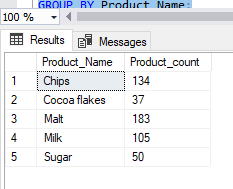 GROUP BY Product_Name;
100 %
Results Messages
Product_Name Product_count
1 Chips 134
2 Cocoa flakes 37
3 Malt 183
4 Milk 105
5 Sugar 50